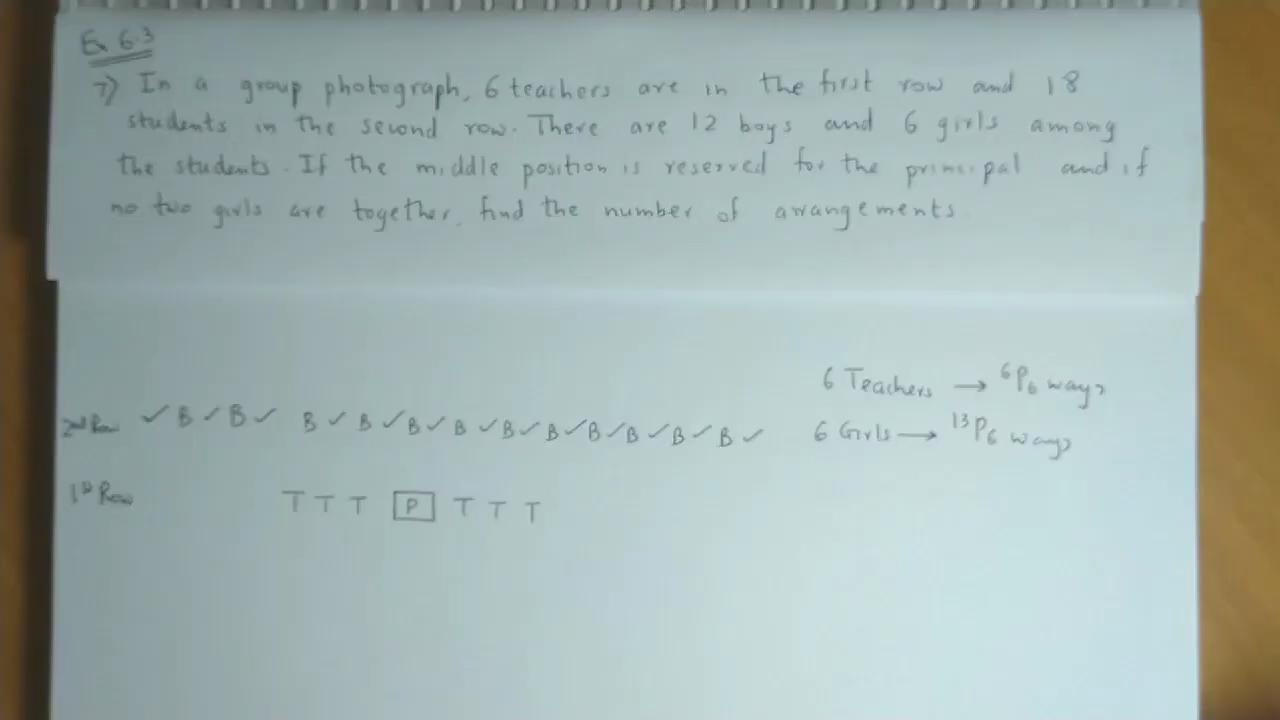 Ex 6.3
7) In a group photograph, 6 teachers are in the first row and 18
students in the second row. There are 12 boys and 6 girls among
the students. If the middle position is reserved for the principal and if
no two girls are together, find the number of arrangements.
6 Teachers → ⁶P₆ ways
2nd Row ✓ B ✓ B ✓ B ✓ B ✓ B ✓ B ✓ B ✓ B ✓ B ✓ B ✓ B ✓ B ✓ 6 Girls → ¹³P₆ ways
1st Row T T T P T T T